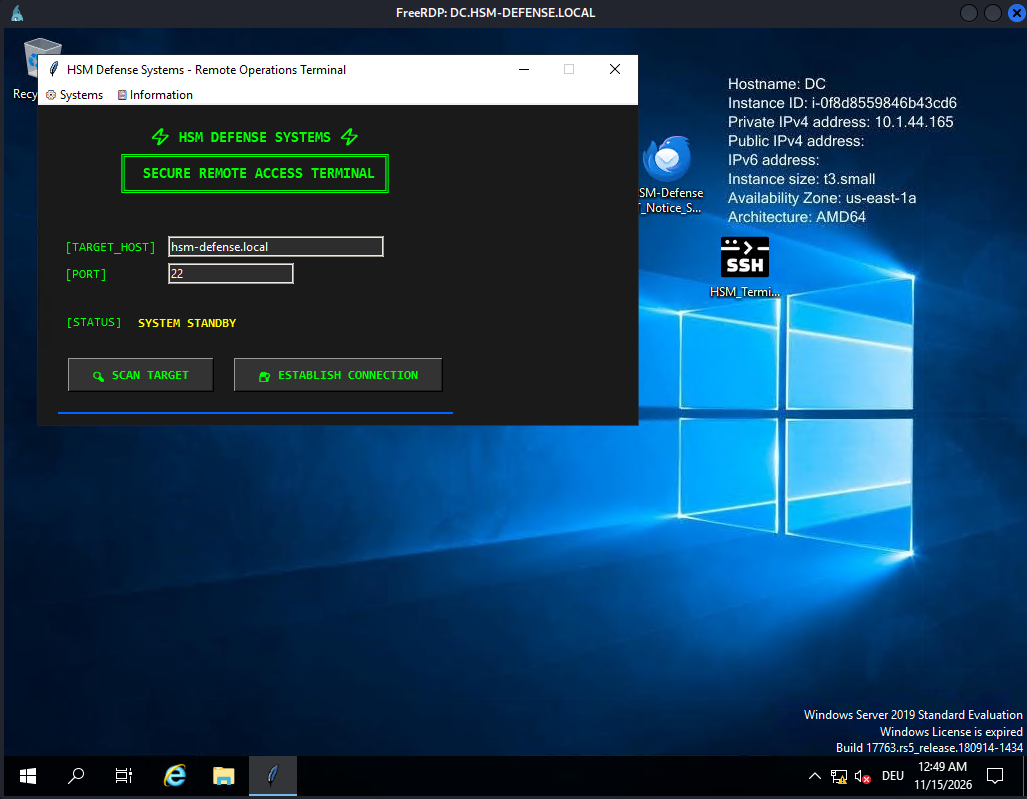 FreeRDP: DC.HSM-DEFENSE.LOCAL
Recy
HSM Defense Systems - Remote Operations Terminal
Systems Information
HSM DEFENSE SYSTEMS
SECURE REMOTE ACCESS TERMINAL
[TARGET_HOST] hsm-defense.local
[PORT] 22
[STATUS] SYSTEM STANDBY
SCAN TARGET ESTABLISH CONNECTION
SM-Defense
T_Notice_S...
Hostname: DC
Instance ID: i-0f8d8559846b43cd6
Private IPv4 address: 10.1.44.165
Public IPv4 address:
IPv6 address:
Instance size: t3.small
Availability Zone: us-east-1a
Architecture: AMD64
SSH
HSM_Termi...
Windows Server 2019 Standard Evaluation
Windows License is expired
Build 17763.rs5_release.180914-1434
DEU
12:49 AM
11/15/2026